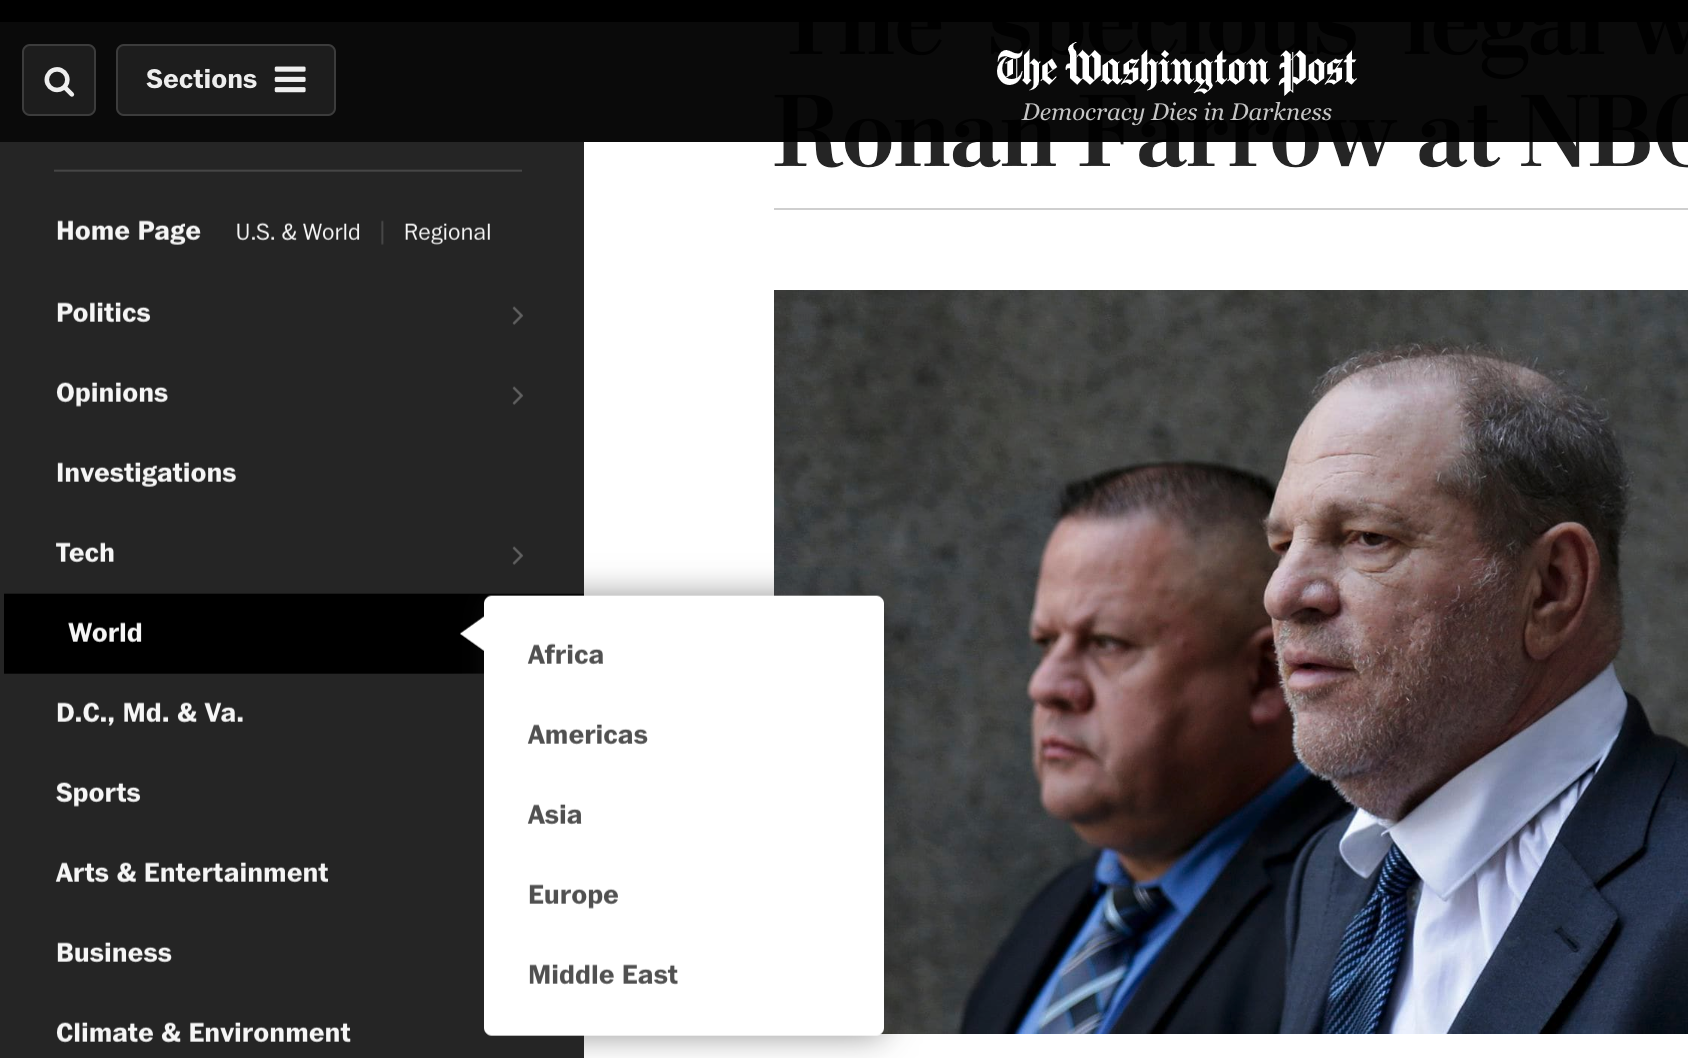 The 'specious' legal w
Sections
The Washington Post
Democracy Dies in Darkness
Ronan Farrow at NBC
Home Page U.S. & World | Regional
Politics
Opinions
Investigations
Tech
World
Africa
Americas
Asia
Europe
Middle East
D.C., Md. & Va.
Sports
Arts & Entertainment
Business
Climate & Environment